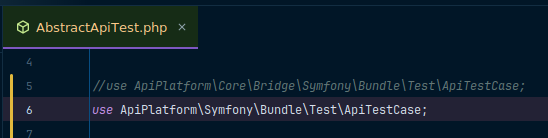 AbstractApiTest.php ×
4
5 //use ApiPlatform\Core\Bridge\Symfony\Bundle\Test\ApiTestCase;
6 use ApiPlatform\Symfony\Bundle\Test\ApiTestCase;
7